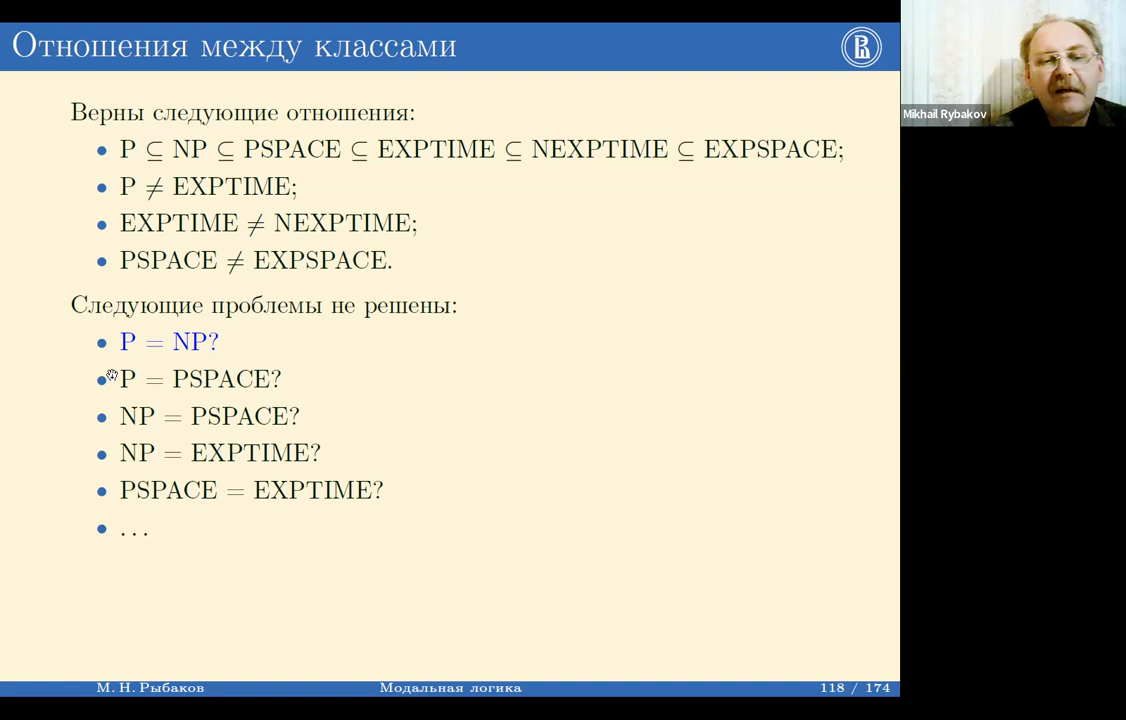 Отношения между классами
Верны следующие отношения:
• P ⊆ NP ⊆ PSPACE ⊆ EXPTIME ⊆ NEXPTIME ⊆ EXPSPACE;
• P ≠ EXPTIME;
• EXPTIME ≠ NEXPTIME;
• PSPACE ≠ EXPSPACE.
Следующие проблемы не решены:
• P = NP?
• P = PSPACE?
• NP = PSPACE?
• NP = EXPTIME?
• PSPACE = EXPTIME?
• . . .
М. Н. Рыбаков Модальная логика 118 / 174
Mikhail Rybakov